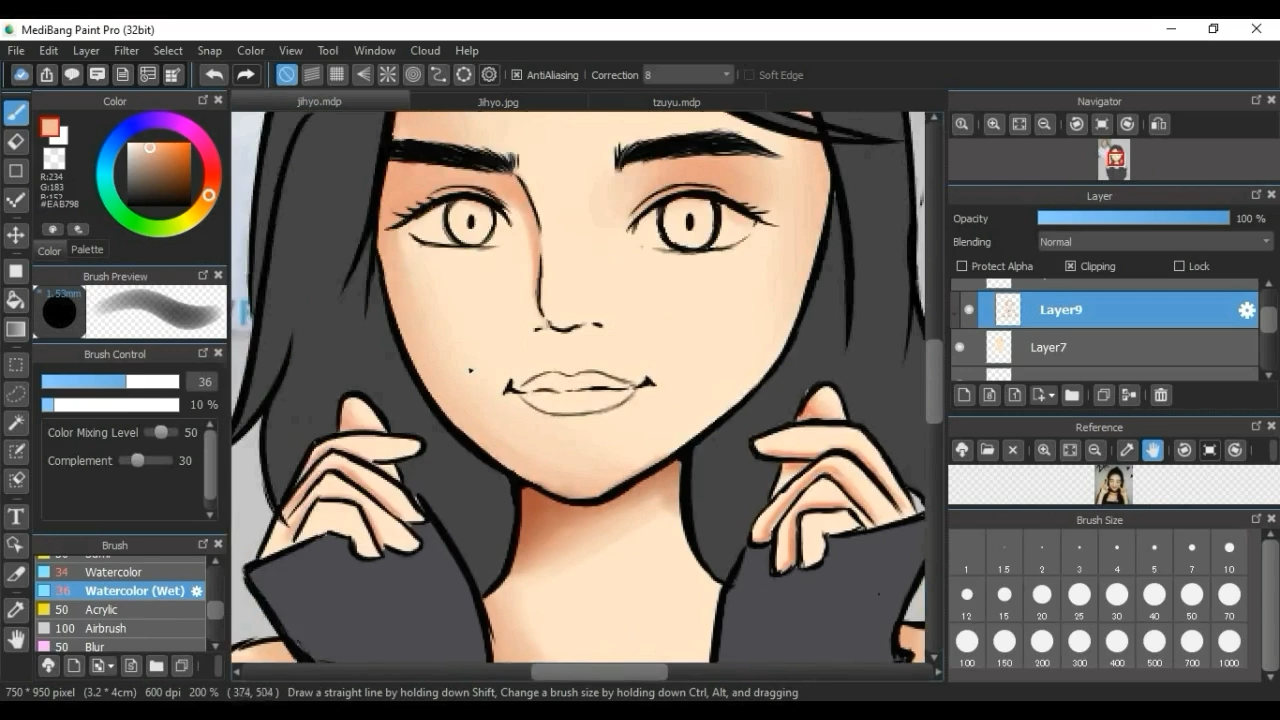 MediBang Paint Pro (32bit)
File Edit Layer Filter Select Snap Color View Tool Window Cloud Help
AntiAliasing Correction 8 Soft Edge
Color
jihyo.mdp Jihyo.jpg tzuyu.mdp
Navigator
R:234
G:183
B:152
#EAB798
Color Palette
Layer
Opacity 100 %
Blending Normal
Protect Alpha Clipping Lock
Layer9
Layer7
Brush Preview
* 1.53mm
Brush Control
36
10 %
Color Mixing Level 50
Complement 30
Reference
Brush Size
1 1.5 2 3 4 5 7 10
12 15 20 25 30 40 50 70
100 150 200 300 400 500 700 1000
Brush
34 Watercolor
36 Watercolor (Wet)
50 Acrylic
100 Airbrush
50 Blur
T
750 * 950 pixel (3.2 * 4cm) 600 dpi 200 % ( 374, 504 ) Draw a straight line by holding down Shift, Change a brush size by holding down Ctrl, Alt, and dragging